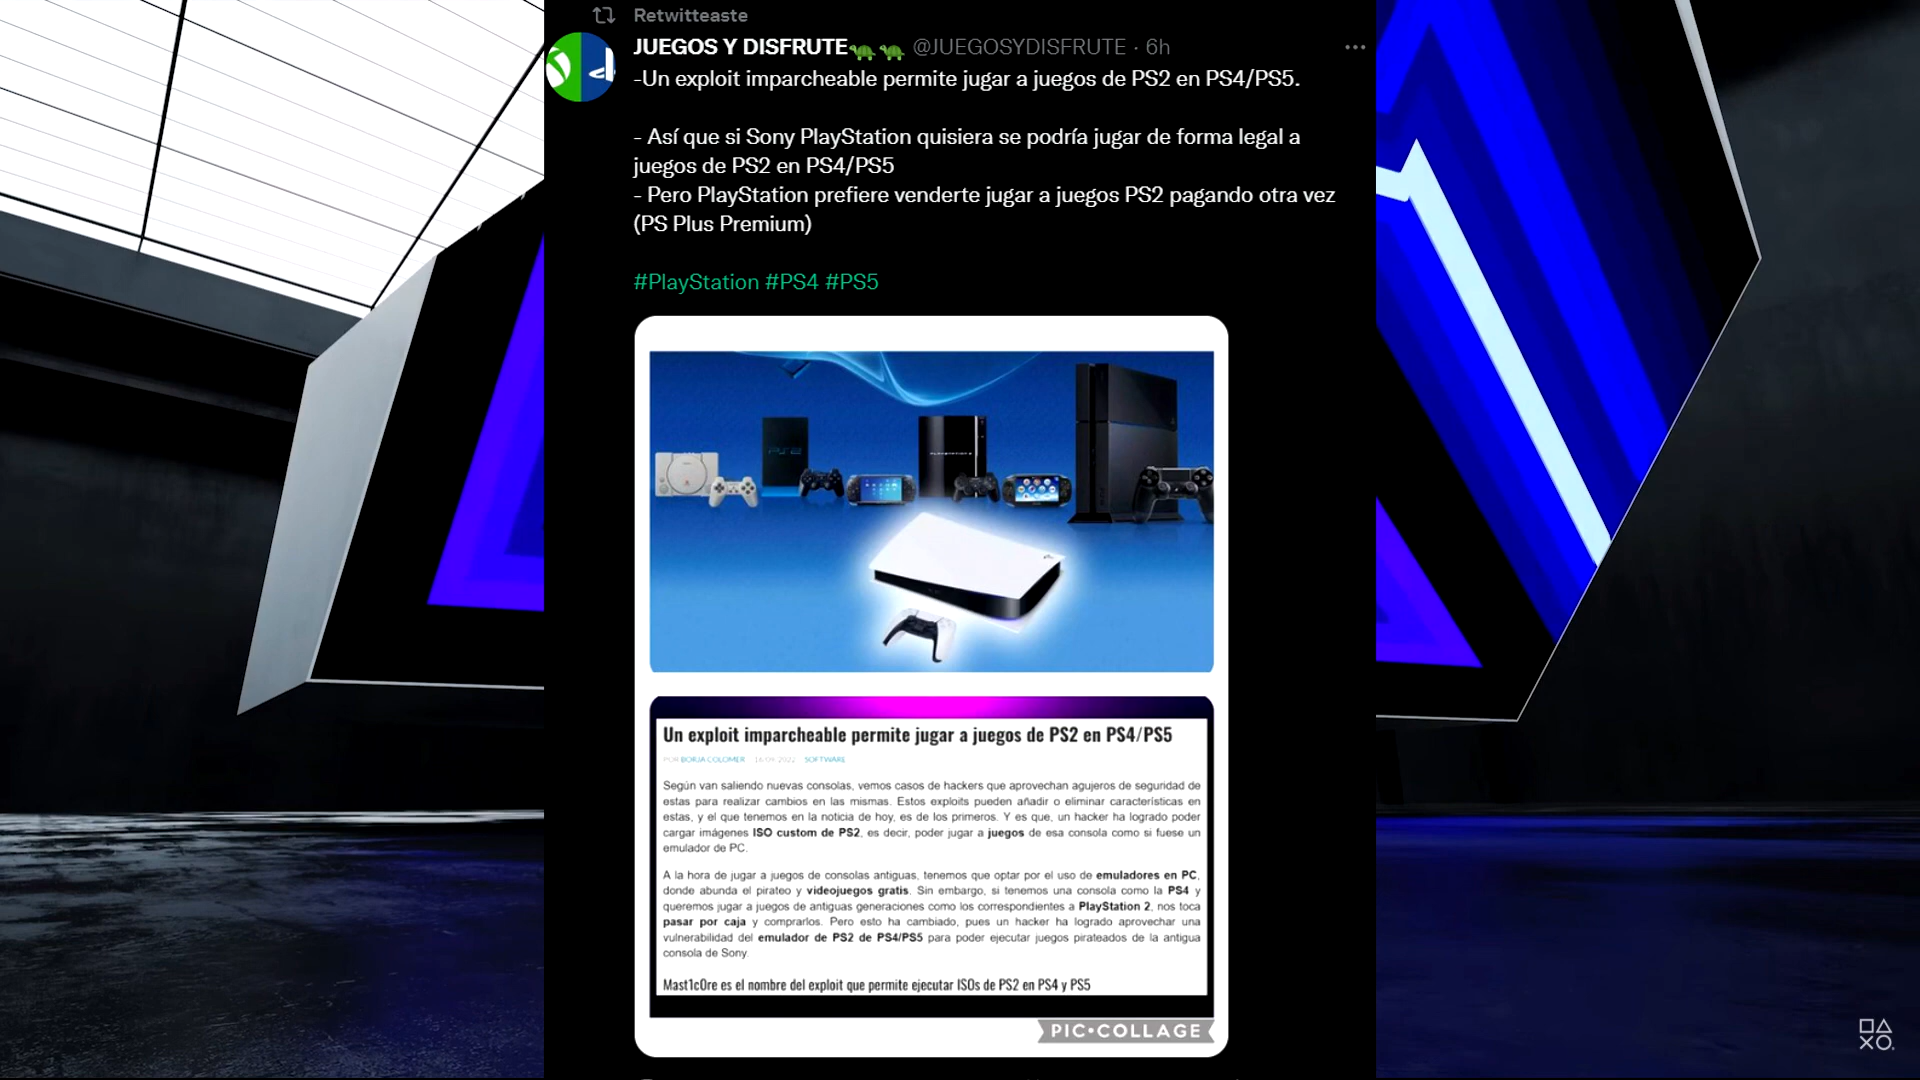 Retwitteaste
JUEGOS Y DISFRUTE🐢🐢 @JUEGOSYDISFRUTE · 6h
-Un exploit imparcheable permite jugar a juegos de PS2 en PS4/PS5.
- Así que si Sony PlayStation quisiera se podría jugar de forma legal a
juegos de PS2 en PS4/PS5
- Pero PlayStation prefiere venderte jugar a juegos PS2 pagando otra vez
(PS Plus Premium)
#PlayStation #PS4 #PS5
PS2
Un exploit imparcheable permite jugar a juegos de PS2 en PS4/PS5
POR BORJA COLOMER 16/09/2022 SOFTWARE
Según van saliendo nuevas consolas, vemos casos de hackers que aprovechan agujeros de seguridad de
estas para realizar cambios en las mismas. Estos exploits pueden añadir o eliminar características en
estas, y el que tenemos en la noticia de hoy, es de los primeros. Y es que, un hacker ha logrado poder
cargar imágenes ISO custom de PS2, es decir, poder jugar a juegos de esa consola como si fuese un
emulador de PC.
A la hora de jugar a juegos de consolas antiguas, tenemos que optar por el uso de emuladores en PC,
donde abunda el pirateo y videojuegos gratis. Sin embargo, si tenemos una consola como la PS4 y
queremos jugar a juegos de antiguas generaciones como los correspondientes a PlayStation 2, nos toca
pasar por caja y comprarlos. Pero esto ha cambiado, pues un hacker ha logrado aprovechar una
vulnerabilidad del emulador de PS2 de PS4/PS5 para poder ejecutar juegos pirateados de la antigua
consola de Sony.
Mast1c0re es el nombre del exploit que permite ejecutar ISOs de PS2 en PS4 y PS5
PIC•COLLAGE